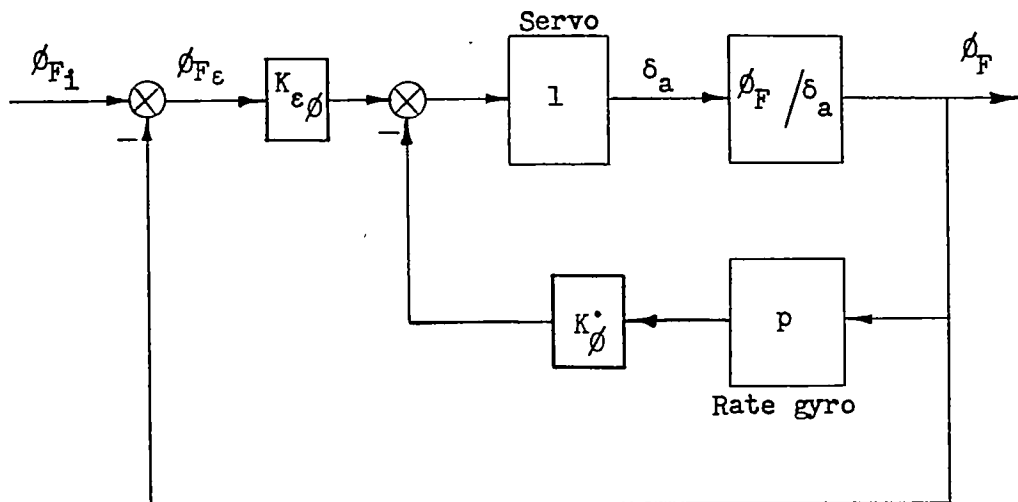 Servo
ø_Fi
ø_Fε
K_εø
1
δ_a
ø_F /δ_a
ø_F
−
−
K_ø̇
p
Rate gyro